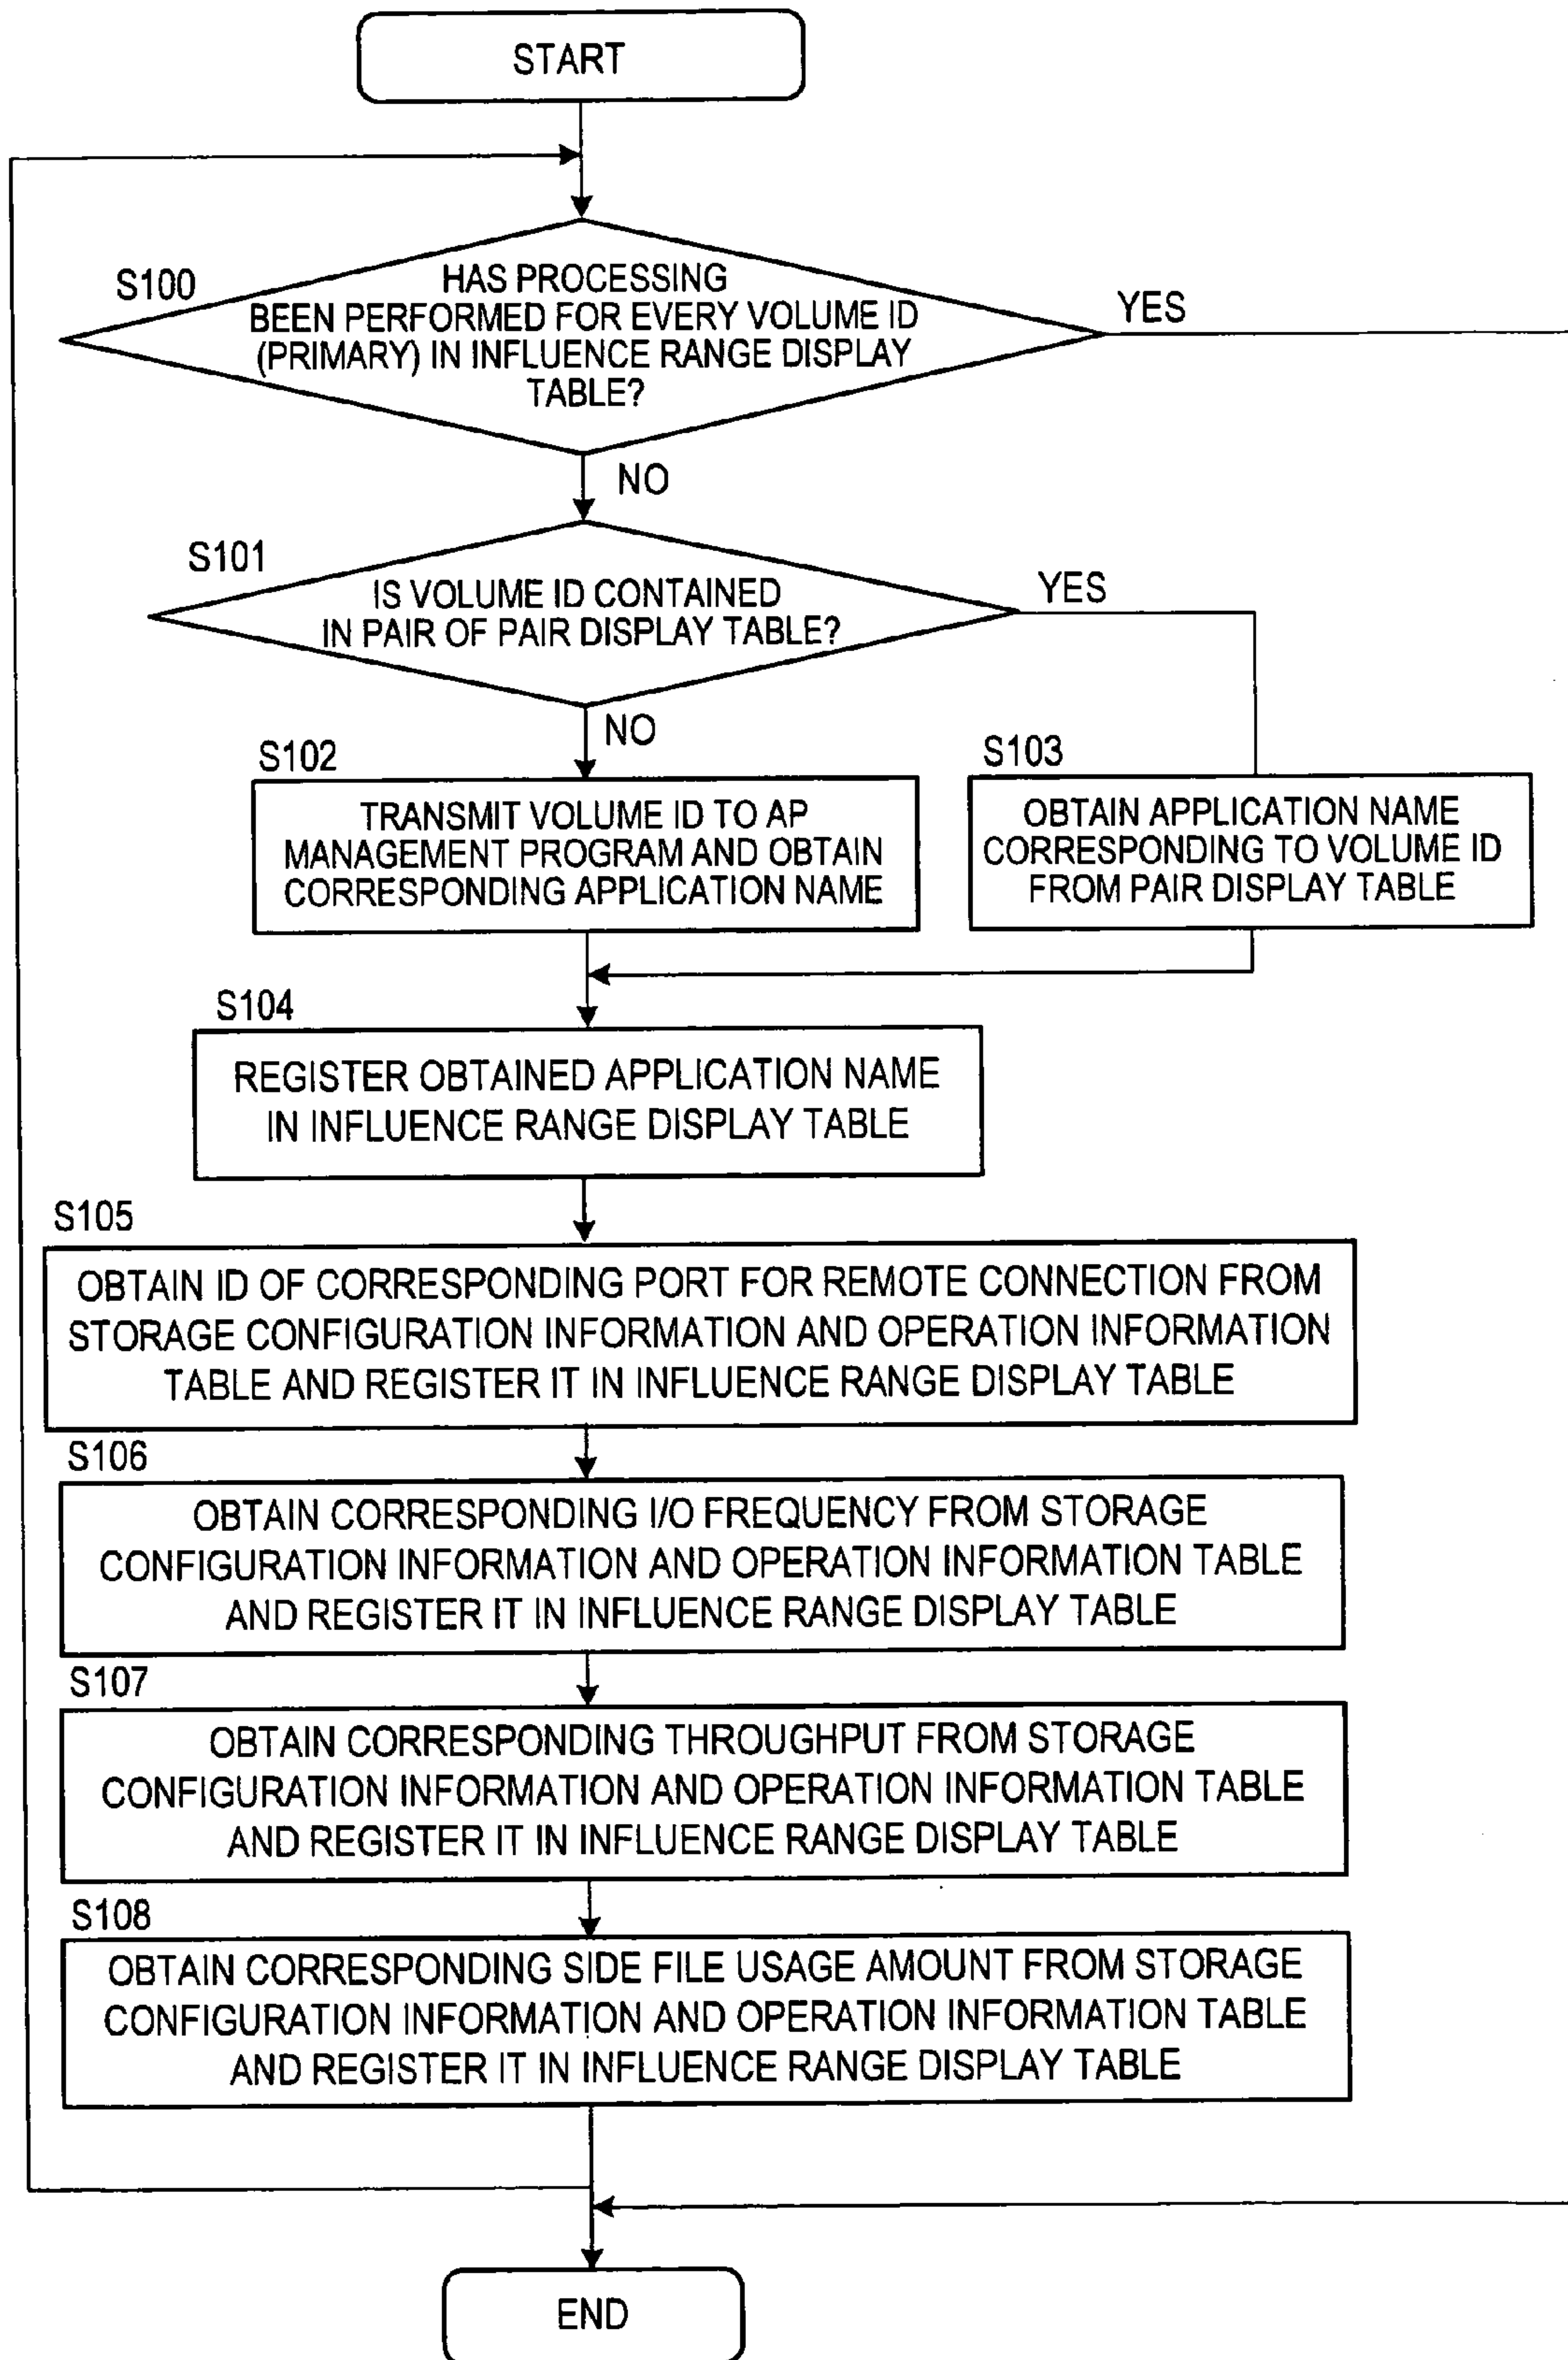 START
S100
HAS PROCESSING
BEEN PERFORMED FOR EVERY VOLUME ID
(PRIMARY) IN INFLUENCE RANGE DISPLAY
TABLE?
YES
NO
S101
IS VOLUME ID CONTAINED
IN PAIR OF PAIR DISPLAY TABLE?
YES
NO
S102
TRANSMIT VOLUME ID TO AP
MANAGEMENT PROGRAM AND OBTAIN
CORRESPONDING APPLICATION NAME
S103
OBTAIN APPLICATION NAME
CORRESPONDING TO VOLUME ID
FROM PAIR DISPLAY TABLE
S104
REGISTER OBTAINED APPLICATION NAME
IN INFLUENCE RANGE DISPLAY TABLE
S105
OBTAIN ID OF CORRESPONDING PORT FOR REMOTE CONNECTION FROM
STORAGE CONFIGURATION INFORMATION AND OPERATION INFORMATION
TABLE AND REGISTER IT IN INFLUENCE RANGE DISPLAY TABLE
S106
OBTAIN CORRESPONDING I/O FREQUENCY FROM STORAGE
CONFIGURATION INFORMATION AND OPERATION INFORMATION TABLE
AND REGISTER IT IN INFLUENCE RANGE DISPLAY TABLE
S107
OBTAIN CORRESPONDING THROUGHPUT FROM STORAGE
CONFIGURATION INFORMATION AND OPERATION INFORMATION TABLE
AND REGISTER IT IN INFLUENCE RANGE DISPLAY TABLE
S108
OBTAIN CORRESPONDING SIDE FILE USAGE AMOUNT FROM STORAGE
CONFIGURATION INFORMATION AND OPERATION INFORMATION TABLE
AND REGISTER IT IN INFLUENCE RANGE DISPLAY TABLE
END